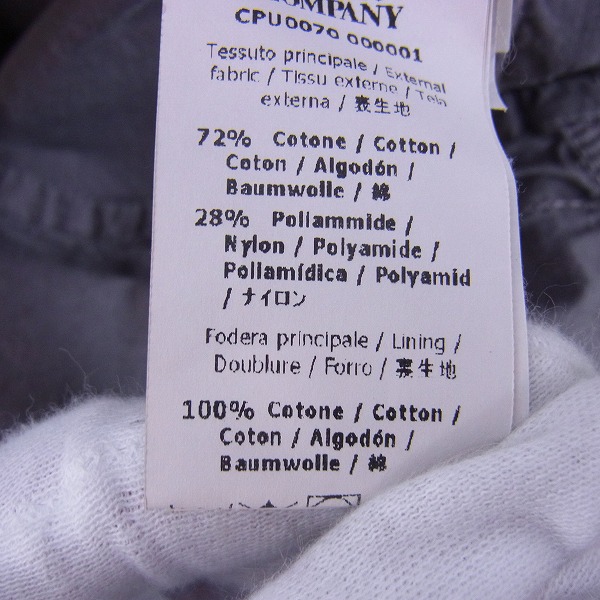 COMPANY
CPU0070 000001
Tessuto principale / External
fabric / Tissu externe / Tela
externa / 表生地
72% Cotone / Cotton /
Coton / Algodón /
Baumwolle / 綿
28% Poliammide /
Nylon / Polyamide /
Poliamídica / Polyamid
/ ナイロン
Fodera principale / Lining /
Doublure / Forro / 裏生地
100% Cotone / Cotton /
Coton / Algodón /
Baumwolle / 綿